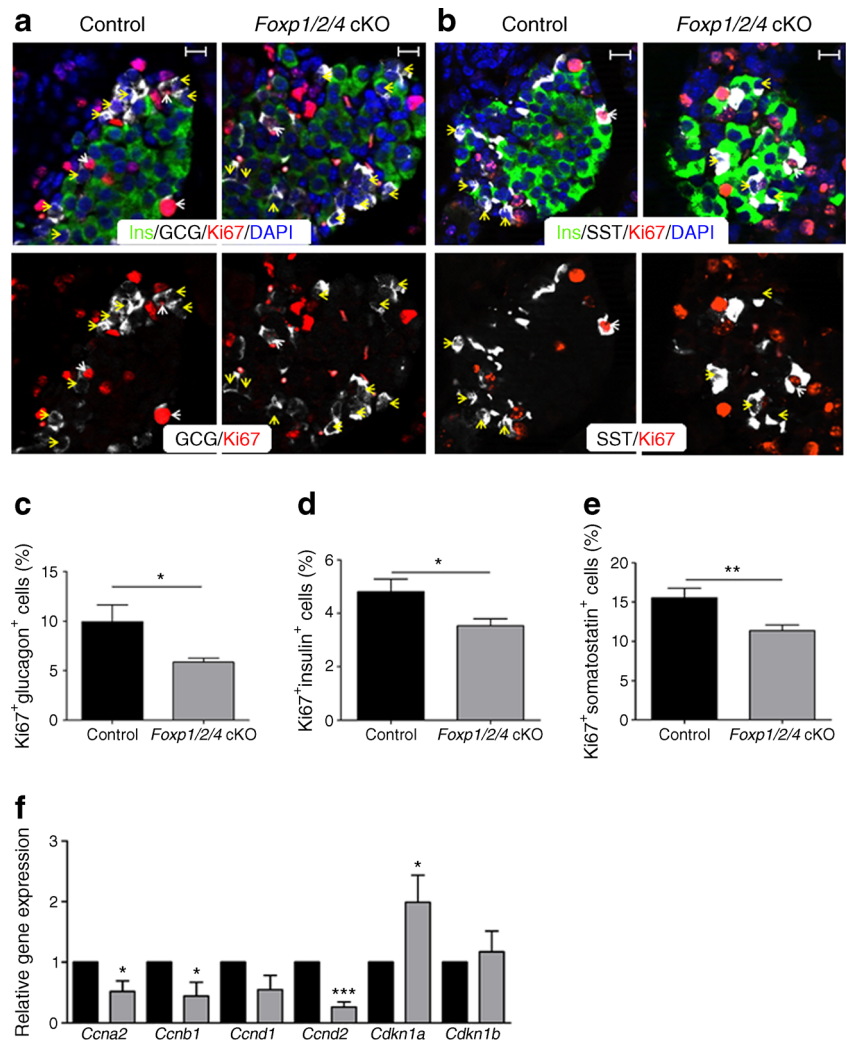 a
b
Control
Foxp1/2/4 cKO
Control
Foxp1/2/4 cKO
Ins/GCG/Ki67/DAPI
Ins/SST/Ki67/DAPI
GCG/Ki67
SST/Ki67
c
d
e
Ki67+glucagon+ cells (%)
15
10
5
0
Control
Foxp1/2/4 cKO
*
Ki67+insulin+ cells (%)
6
4
2
0
Control
Foxp1/2/4 cKO
*
Ki67+somatostatin+ cells (%)
20
15
10
5
0
Control
Foxp1/2/4 cKO
**
f
Relative gene expression
3
2
1
0
*
*
***
*
Ccna2
Ccnb1
Ccnd1
Ccnd2
Cdkn1a
Cdkn1b